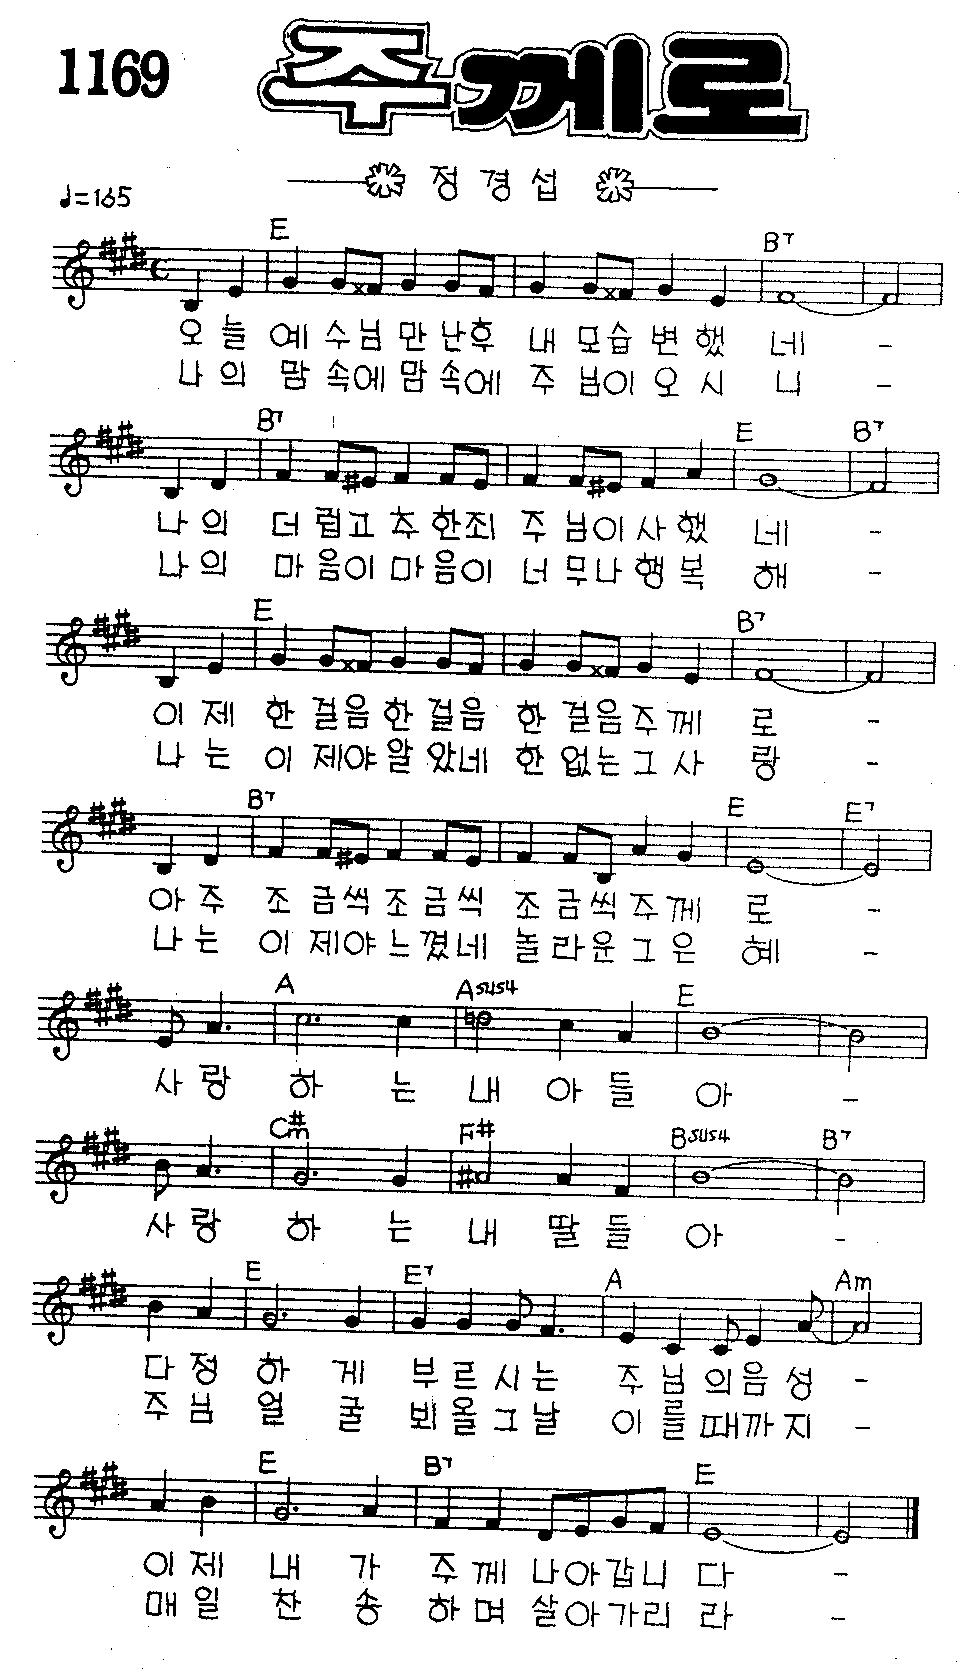 1169
주께로
정경섭
♩=165
E B7
오늘 예수님만난후 내 모습변했네 -
나의 맘속에맘속에 주 님이오시니 -
B7 E B7
나의 더럽고추한죄 주님이사했네 -
나의 마음이마음이 너무나행복해 -
E B7
이제 한걸음한걸음 한걸음주께로 -
나는 이제야알았네 한없는그사랑 -
B7 E E7
아주 조금씩조금씩 조금씩주께로 -
나는 이제야느꼈네 놀라운그은혜 -
A Asus4 E
사랑하는 내아들아 -
C#m F# Bsus4 B7
사랑하는 내딸들아 -
E E7 A Am
다정하게 부르시는 주님의음성 -
주님얼굴 뵈올그날 이를때까지 -
E B7 E
이제내가 주께나아갑니다 -
매일찬송 하며살아가리라 -